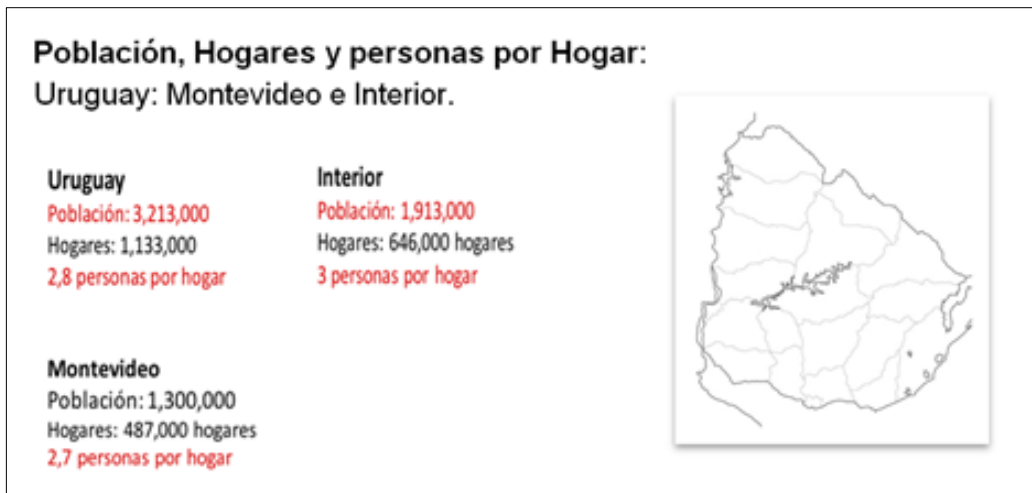 Población, Hogares y personas por Hogar:
Uruguay: Montevideo e Interior.
Uruguay
Población: 3,213,000
Hogares: 1,133,000
2,8 personas por hogar
Interior
Población: 1,913,000
Hogares: 646,000 hogares
3 personas por hogar
Montevideo
Población: 1,300,000
Hogares: 487,000 hogares
2,7 personas por hogar